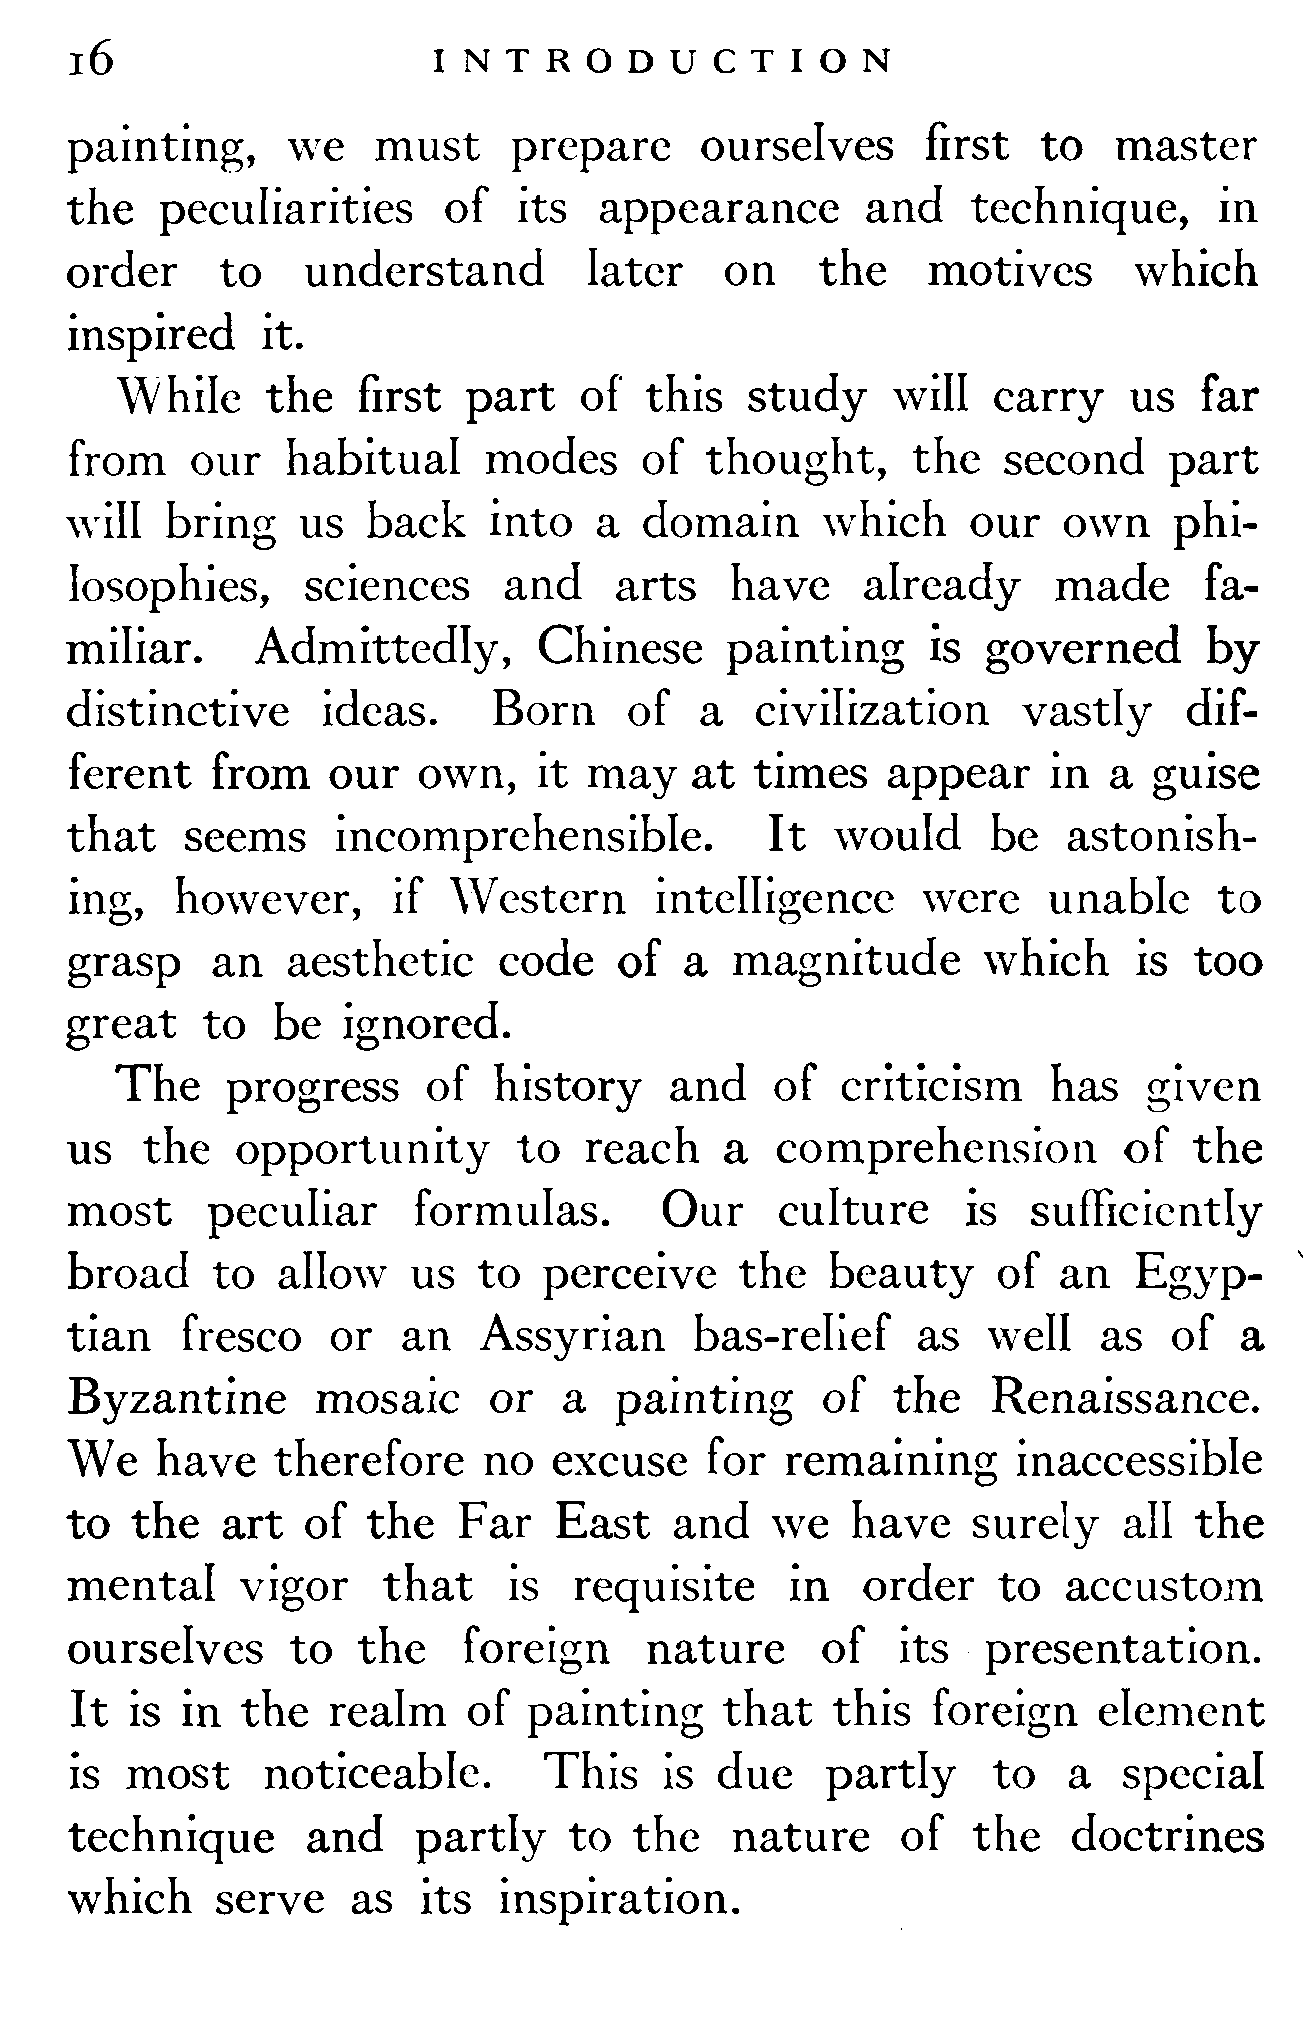 16 INTRODUCTION
painting, we must prepare ourselves first to master
the peculiarities of its appearance and technique, in
order to understand later on the motives which
inspired it.
While the first part of this study will carry us far
from our habitual modes of thought, the second part
will bring us back into a domain which our own phi-
losophies, sciences and arts have already made fa-
miliar. Admittedly, Chinese painting is governed by
distinctive ideas. Born of a civilization vastly dif-
ferent from our own, it may at times appear in a guise
that seems incomprehensible. It would be astonish-
ing, however, if Western intelligence were unable to
grasp an aesthetic code of a magnitude which is too
great to be ignored.
The progress of history and of criticism has given
us the opportunity to reach a comprehension of the
most peculiar formulas. Our culture is sufficiently
broad to allow us to perceive the beauty of an Egyp-
tian fresco or an Assyrian bas-relief as well as of a
Byzantine mosaic or a painting of the Renaissance.
We have therefore no excuse for remaining inaccessible
to the art of the Far East and we have surely all the
mental vigor that is requisite in order to accustom
ourselves to the foreign nature of its presentation.
It is in the realm of painting that this foreign element
is most noticeable. This is due partly to a special
technique and partly to the nature of the doctrines
which serve as its inspiration.